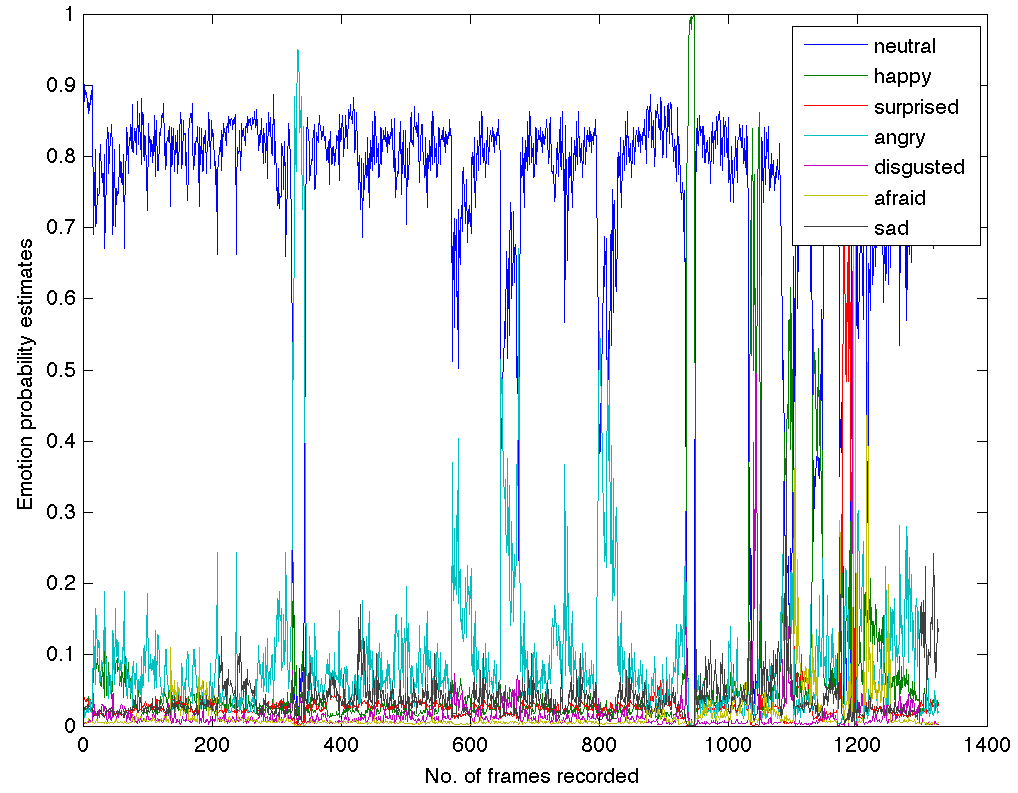 1
0.9
0.8
0.7
0.6
0.5
0.4
0.3
0.2
0.1
0
Emotion probability estimates
neutral
happy
surprised
angry
disgusted
afraid
sad
0 200 400 600 800 1000 1200 1400
No. of frames recorded